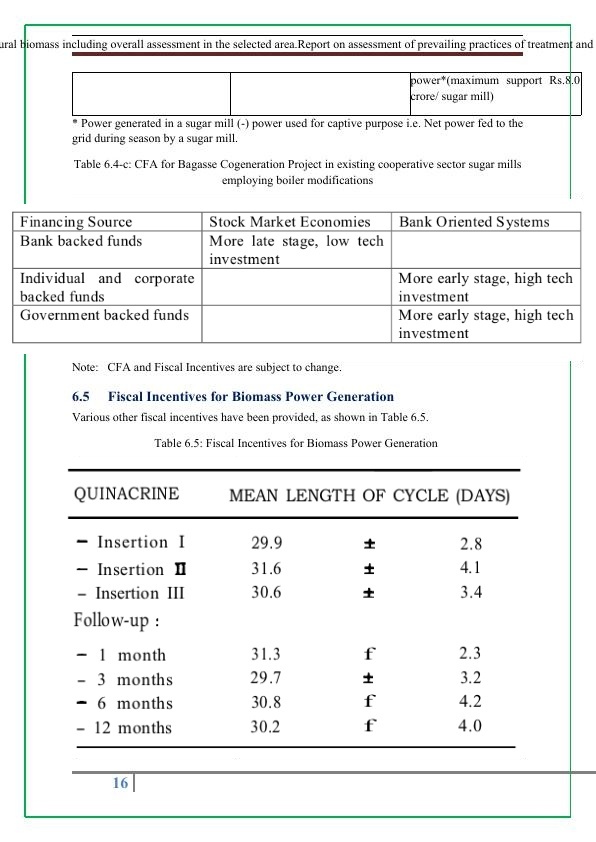 ural biomass including overall assessment in the selected area.Report on assessment of prevailing practices of treatment and
power*(maximum support Rs.8.0
crore/ sugar mill)
* Power generated in a sugar mill (-) power used for captive purpose i.e. Net power fed to the
grid during season by a sugar mill.
Table 6.4-c: CFA for Bagasse Cogeneration Project in existing cooperative sector sugar mills
employing boiler modifications
Financing Source Stock Market Economies Bank Oriented Systems
Bank backed funds More late stage, low tech
investment
Individual and corporate More early stage, high tech
backed funds investment
Government backed funds More early stage, high tech
investment
Note: CFA and Fiscal Incentives are subject to change.
6.5 Fiscal Incentives for Biomass Power Generation
Various other fiscal incentives have been provided, as shown in Table 6.5.
Table 6.5: Fiscal Incentives for Biomass Power Generation
QUINACRINE MEAN LENGTH OF CYCLE (DAYS)
– Insertion I 29.9 ± 2.8
– Insertion II 31.6 ± 4.1
– Insertion III 30.6 ± 3.4
Follow-up :
– 1 month 31.3 f 2.3
– 3 months 29.7 ± 3.2
– 6 months 30.8 f 4.2
– 12 months 30.2 f 4.0
16